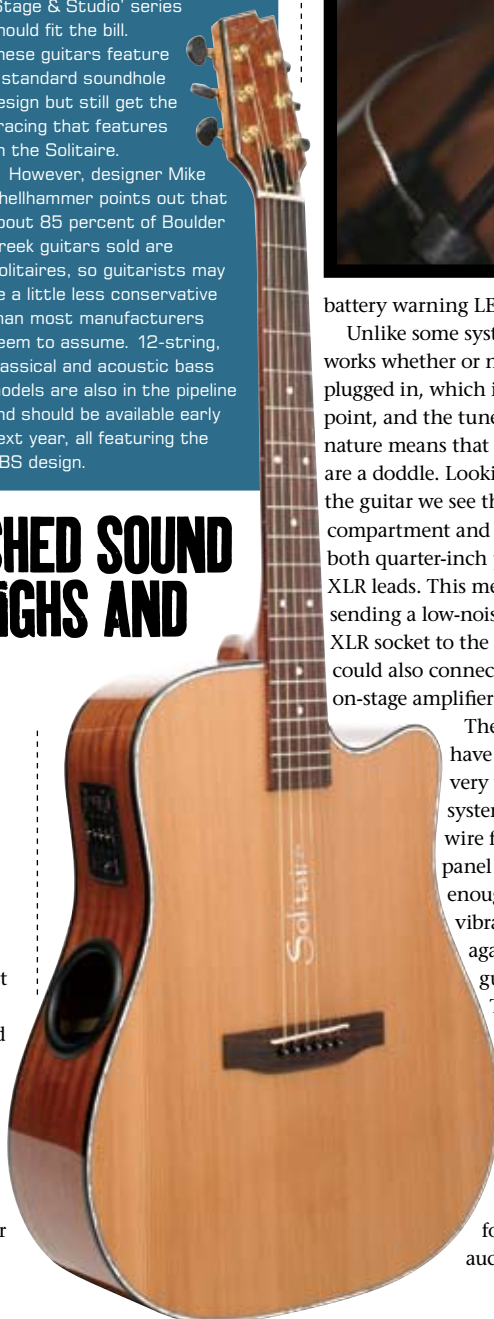 Stage & Studio' series
should fit the bill.
these guitars feature
standard soundhole
design but still get the
bracing that features
the Solitaire.
However, designer Mike
Shellhammer points out that
about 85 percent of Boulder
Creek guitars sold are
Solitaires, so guitarists may
a little less conservative
than most manufacturers
seem to assume. 12-string,
classical and acoustic bass
models are also in the pipeline
and should be available early
next year, all featuring the
BS design.
SHED SOUND
IGHS AND
battery warning LE
Unlike some syst
works whether or n
plugged in, which i
point, and the tune
nature means that
are a doddle. Looki
the guitar we see th
compartment and
both quarter-inch
XLR leads. This me
sending a low-nois
XLR socket to the
could also connec
on-stage amplifier
The
have
very
system
wire f
panel
enoug
vibra
aga
gu
T
fo
aud
t
d
r
Solitaire